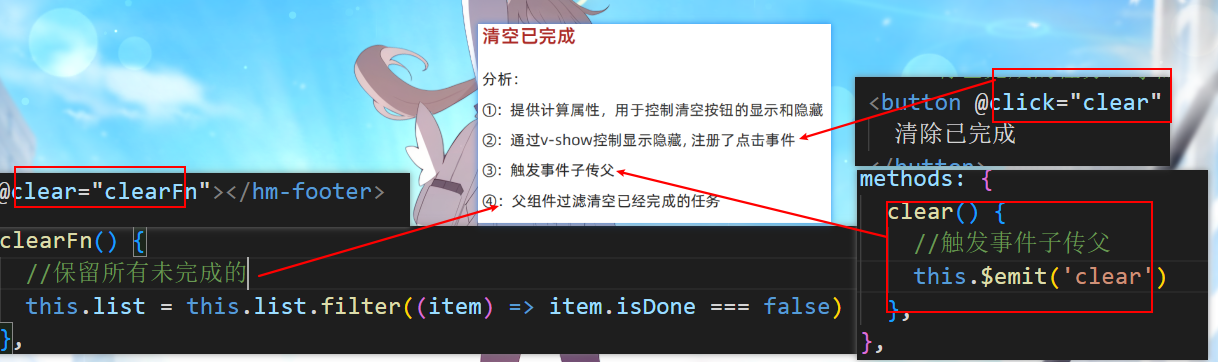 清空已完成
分析：
①：提供计算属性，用于控制清空按钮的显示和隐藏
②：通过v-show控制显示隐藏, 注册了点击事件
③：触发事件子传父
④：父组件过滤清空已经完成的任务
<button @click="clear"
清除已完成
</button>
@clear="clearFn"></hm-footer>
methods: {
clear() {
//触发事件子传父
this.$emit('clear')
},
},
clearFn() {
//保留所有未完成的
this.list = this.list.filter((item) => item.isDone === false)
},